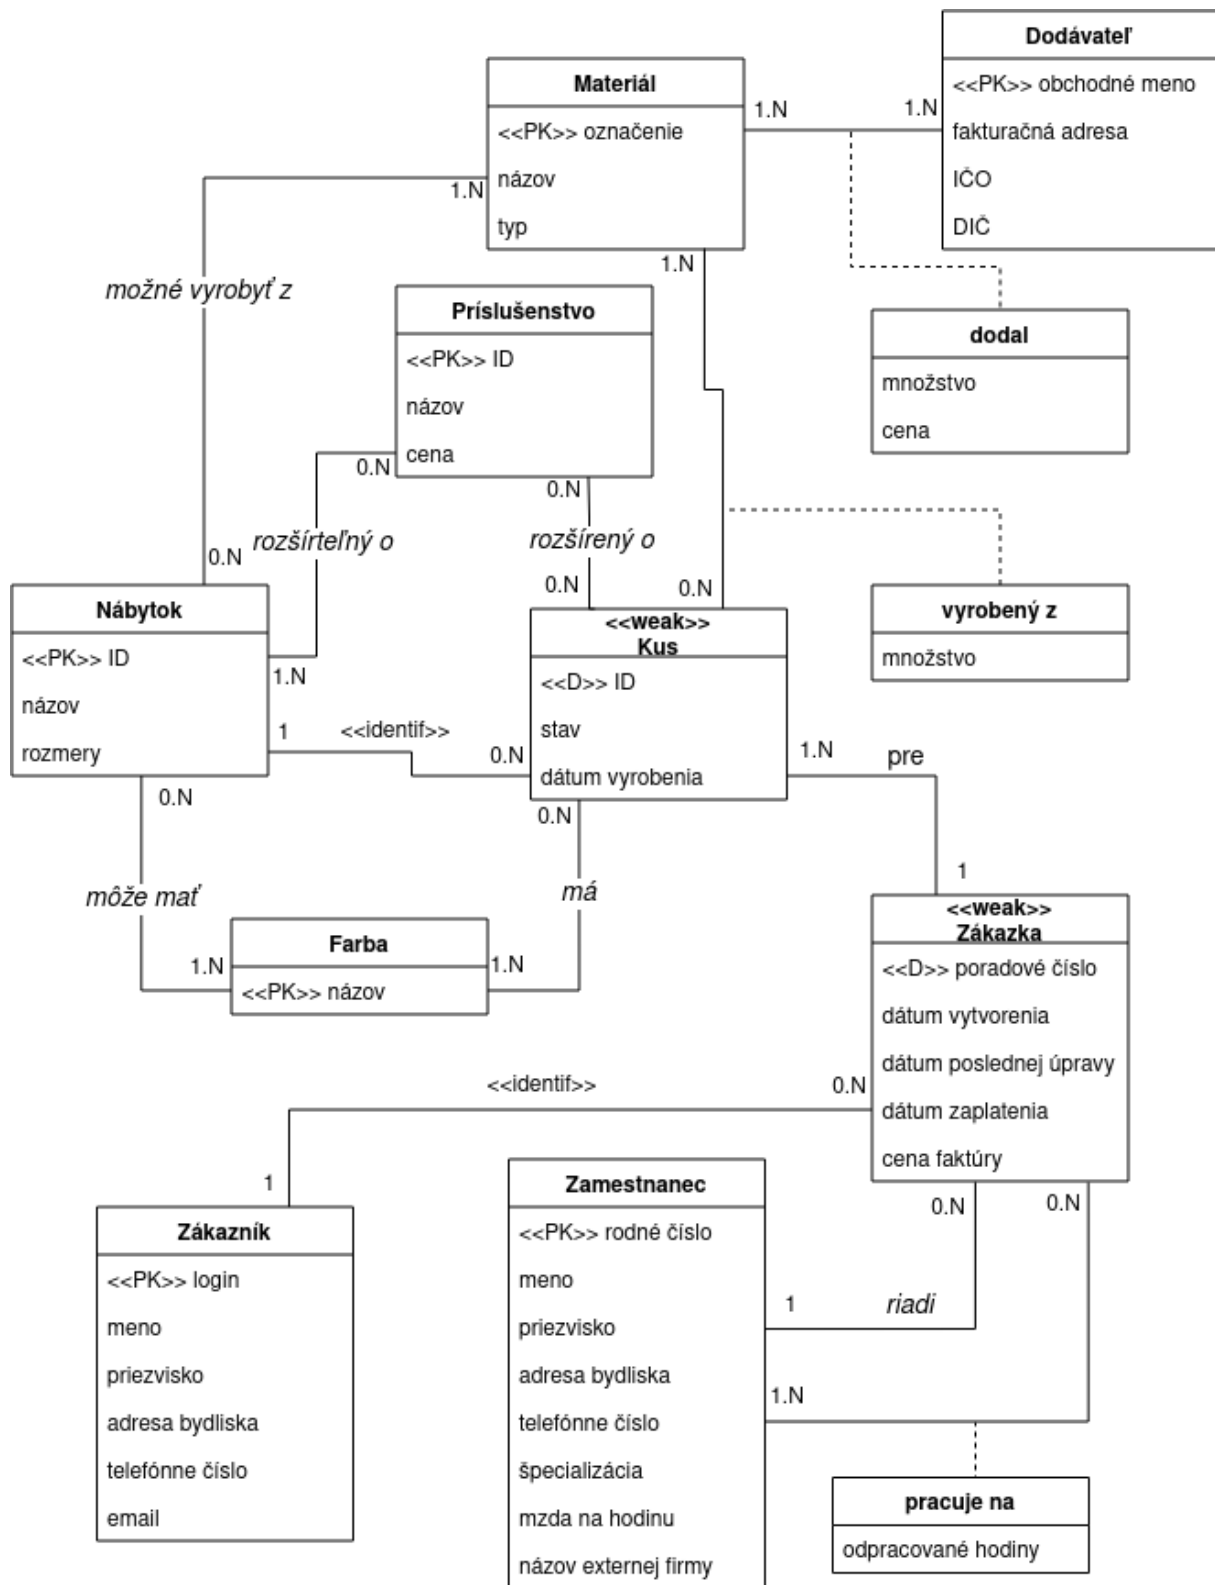 Dodávateľ
<<PK>> obchodné meno
fakturačná adresa
IČO
DIČ
Materiál
<<PK>> označenie
názov
typ
1.N
1.N
1.N
1.N
možné vyrobyť z
dodal
množstvo
cena
Príslušenstvo
<<PK>> ID
názov
cena
0.N
0.N
rozšírteľný o
rozšírený o
0.N
0.N
0.N
Nábytok
<<PK>> ID
názov
rozmery
1.N
<<weak>>
Kus
<<D>> ID
stav
dátum vyrobenia
vyrobený z
množstvo
1
<<identif>>
0.N
1.N
pre
1
0.N
0.N
môže mať
má
Farba
<<PK>> názov
1.N
1.N
<<weak>>
Zákazka
<<D>> poradové číslo
dátum vytvorenia
dátum poslednej úpravy
dátum zaplatenia
cena faktúry
<<identif>>
0.N
1
0.N
0.N
Zákazník
<<PK>> login
meno
priezvisko
adresa bydliska
telefónne číslo
email
Zamestnanec
<<PK>> rodné číslo
meno
priezvisko
adresa bydliska
telefónne číslo
špecializácia
mzda na hodinu
názov externej firmy
1
riadi
1.N
pracuje na
odpracované hodiny